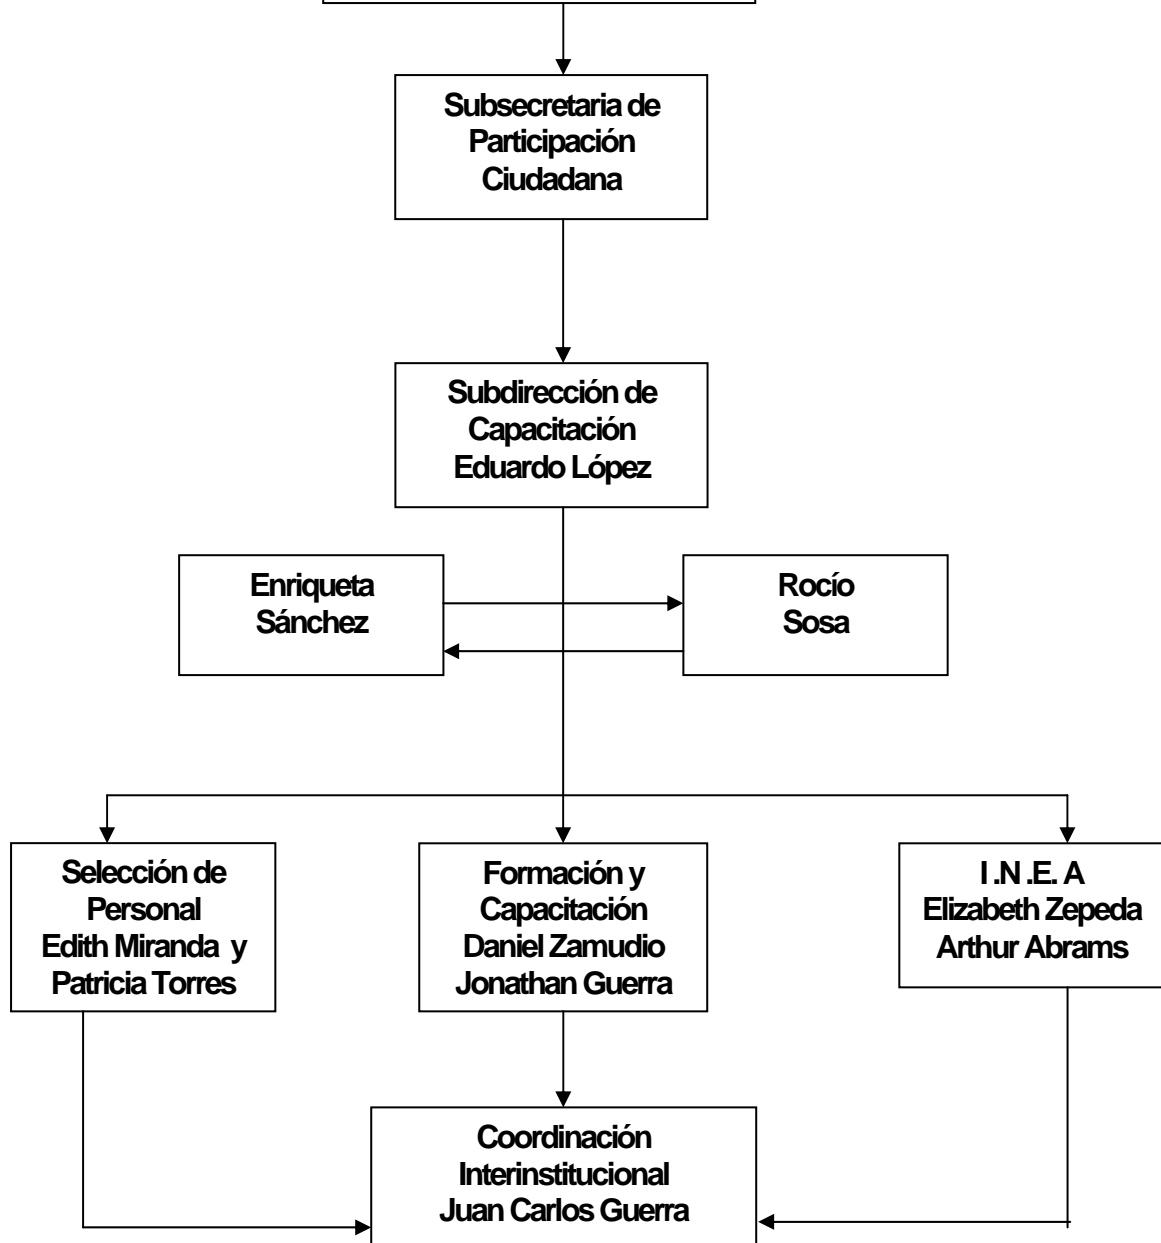 Subsecretaria de
Participación
Ciudadana
Subdirección de
Capacitación
Eduardo López
Enriqueta
Sánchez
Rocío
Sosa
Selección de
Personal
Edith Miranda y
Patricia Torres
Formación y
Capacitación
Daniel Zamudio
Jonathan Guerra
I .N .E. A
Elizabeth Zepeda
Arthur Abrams
Coordinación
Interinstitucional
Juan Carlos Guerra